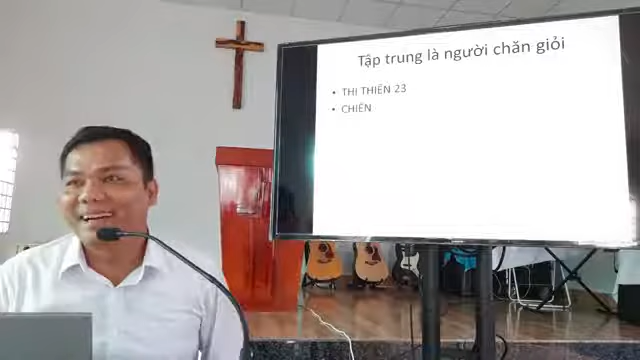 Tập trung là người chăn giỏi
• THI THIÊN 23
• CHIÊN